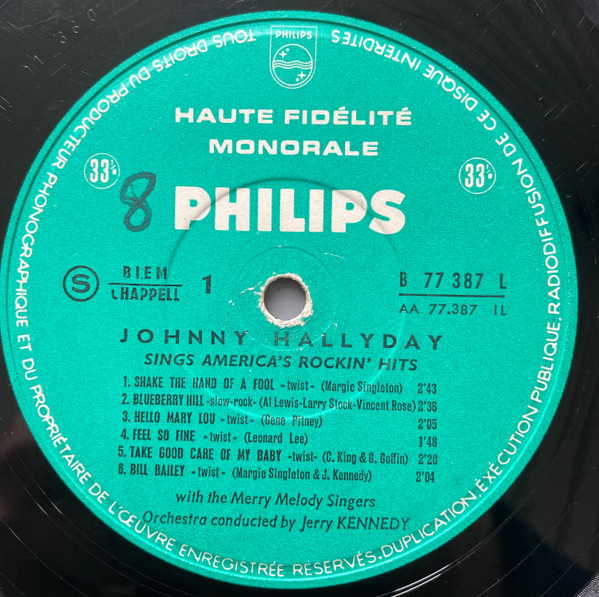 TOUS DROITS DU PRODUCTEUR PHONOGRAPHIQUE ET DU PROPRIÉTAIRE DE L'ŒUVRE ENREGISTRÉE RÉSERVÉS. DUPLICATION. EXÉCUTION PUBLIQUE, RADIODIFFUSION DE CE DISQUE INTERDITES
PHILIPS
HAUTE FIDÉLITÉ
MONORALE
33⅓ 33⅓
8 PHILIPS
S BIEM CHAPPELL 1 B 77 387 L
AA 77.387 1L
JOHNNY HALLYDAY
SINGS AMERICA'S ROCKIN' HITS
1. SHAKE THE HAND OF A FOOL -twist- (Margie Singleton) 2'43
2. BLUEBERRY HILL -slow-rock- (Al Lewis-Larry Stock-Vincent Rose) 2'36
3. HELLO MARY LOU -twist- (Gene Pitney) 2'05
4. FEEL SO FINE -twist- (Leonard Lee) 1'48
5. TAKE GOOD CARE OF MY BABY -twist- (C. King & G. Goffin) 2'20
6. BILL BAILEY -twist- (Margie Singleton & J. Kennedy) 2'04
with the Merry Melody Singers
Orchestra conducted by Jerry KENNEDY